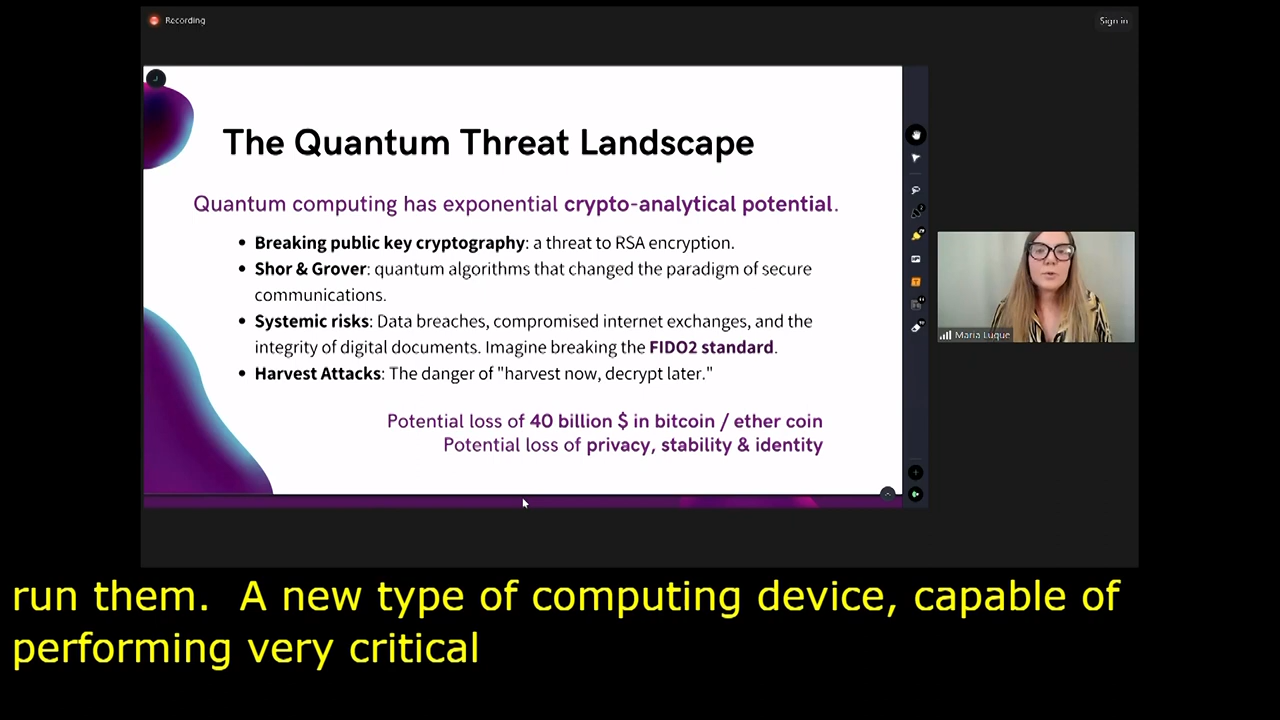 Recording
Sign in
The Quantum Threat Landscape
Quantum computing has exponential crypto-analytical potential.
• Breaking public key cryptography: a threat to RSA encryption.
• Shor & Grover: quantum algorithms that changed the paradigm of secure
communications.
• Systemic risks: Data breaches, compromised internet exchanges, and the
integrity of digital documents. Imagine breaking the FIDO2 standard.
• Harvest Attacks: The danger of "harvest now, decrypt later."
Potential loss of 40 billion $ in bitcoin / ether coin
Potential loss of privacy, stability & identity
Maria Luque
run them.  A new type of computing device, capable of
performing very critical